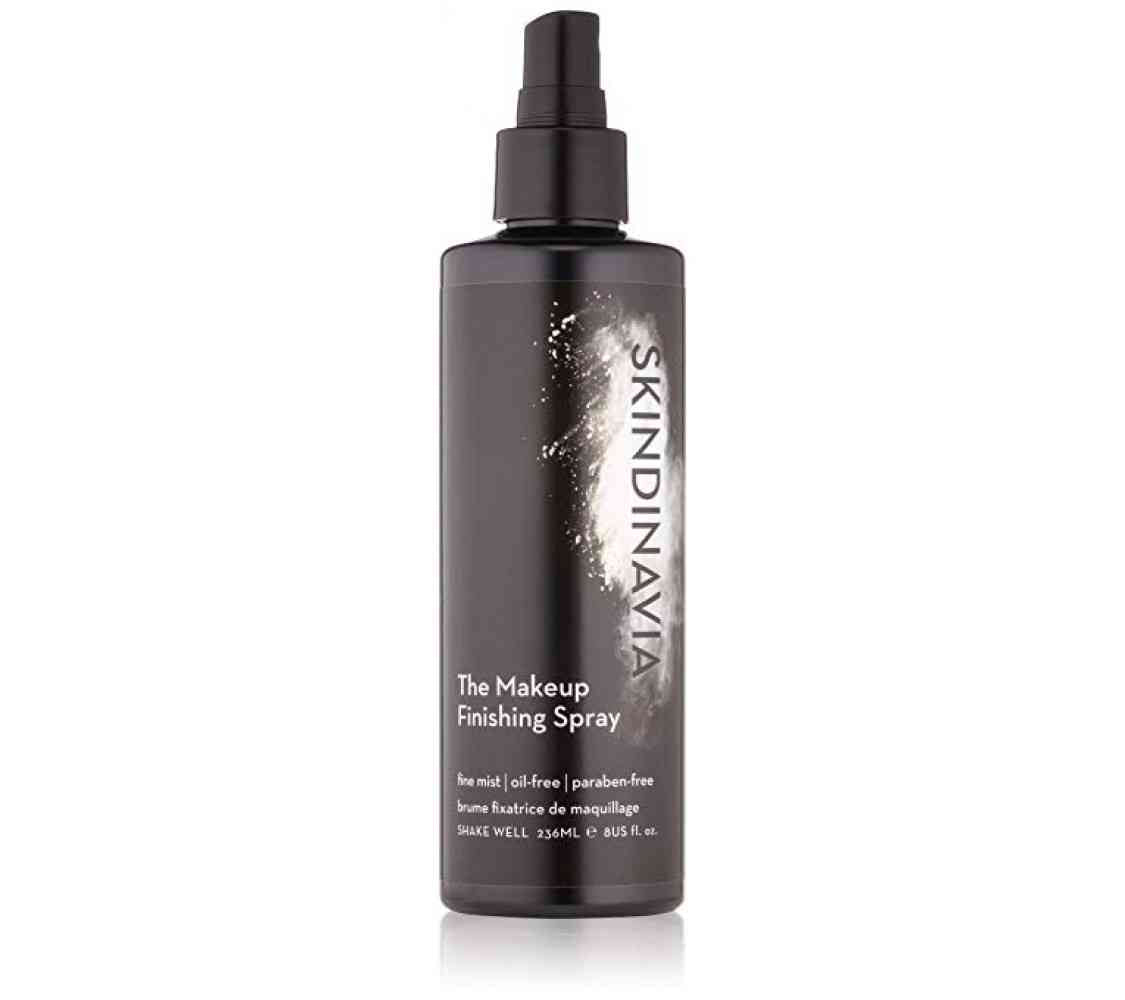 SKINDINAVIA
The Makeup
Finishing Spray
fine mist | oil-free | paraben-free
brume fixatrice de maquillage
SHAKE WELL 236ML ℮ 8US fl. oz.